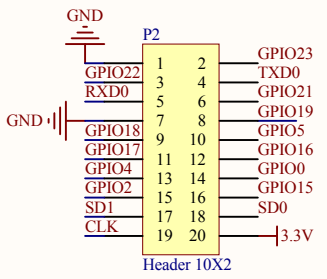 GND
P2
1 2 GPIO23
GPIO22 3 4 TXD0
RXD0 5 6 GPIO21
GND 7 8 GPIO19
GPIO18 9 10 GPIO5
GPIO17 11 12 GPIO16
GPIO4 13 14 GPIO0
GPIO2 15 16 GPIO15
SD1 17 18 SD0
CLK 19 20 3.3V
Header 10X2